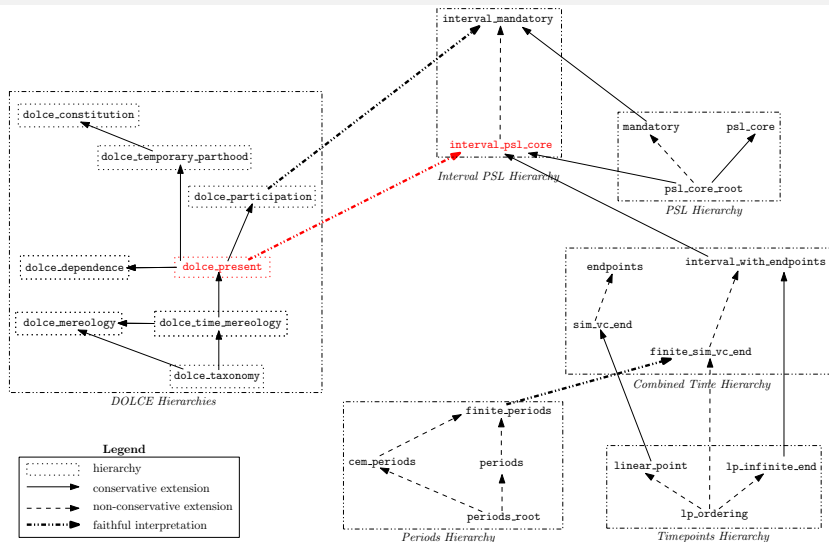 interval_mandatory
interval_psl_core
Interval PSL Hierarchy
mandatory
psl_core
psl_core_root
PSL Hierarchy
dolce_constitution
dolce_temporary_parthood
dolce_participation
dolce_dependence
dolce_present
dolce_mereology
dolce_time_mereology
dolce_taxonomy
DOLCE Hierarchies
endpoints
interval_with_endpoints
sim_vc_end
finite_sim_vc_end
Combined Time Hierarchy
finite_periods
cem_periods
periods
periods_root
Periods Hierarchy
linear_point
lp_infinite_end
lp_ordering
Timepoints Hierarchy
Legend
hierarchy
conservative extension
non-conservative extension
faithful interpretation